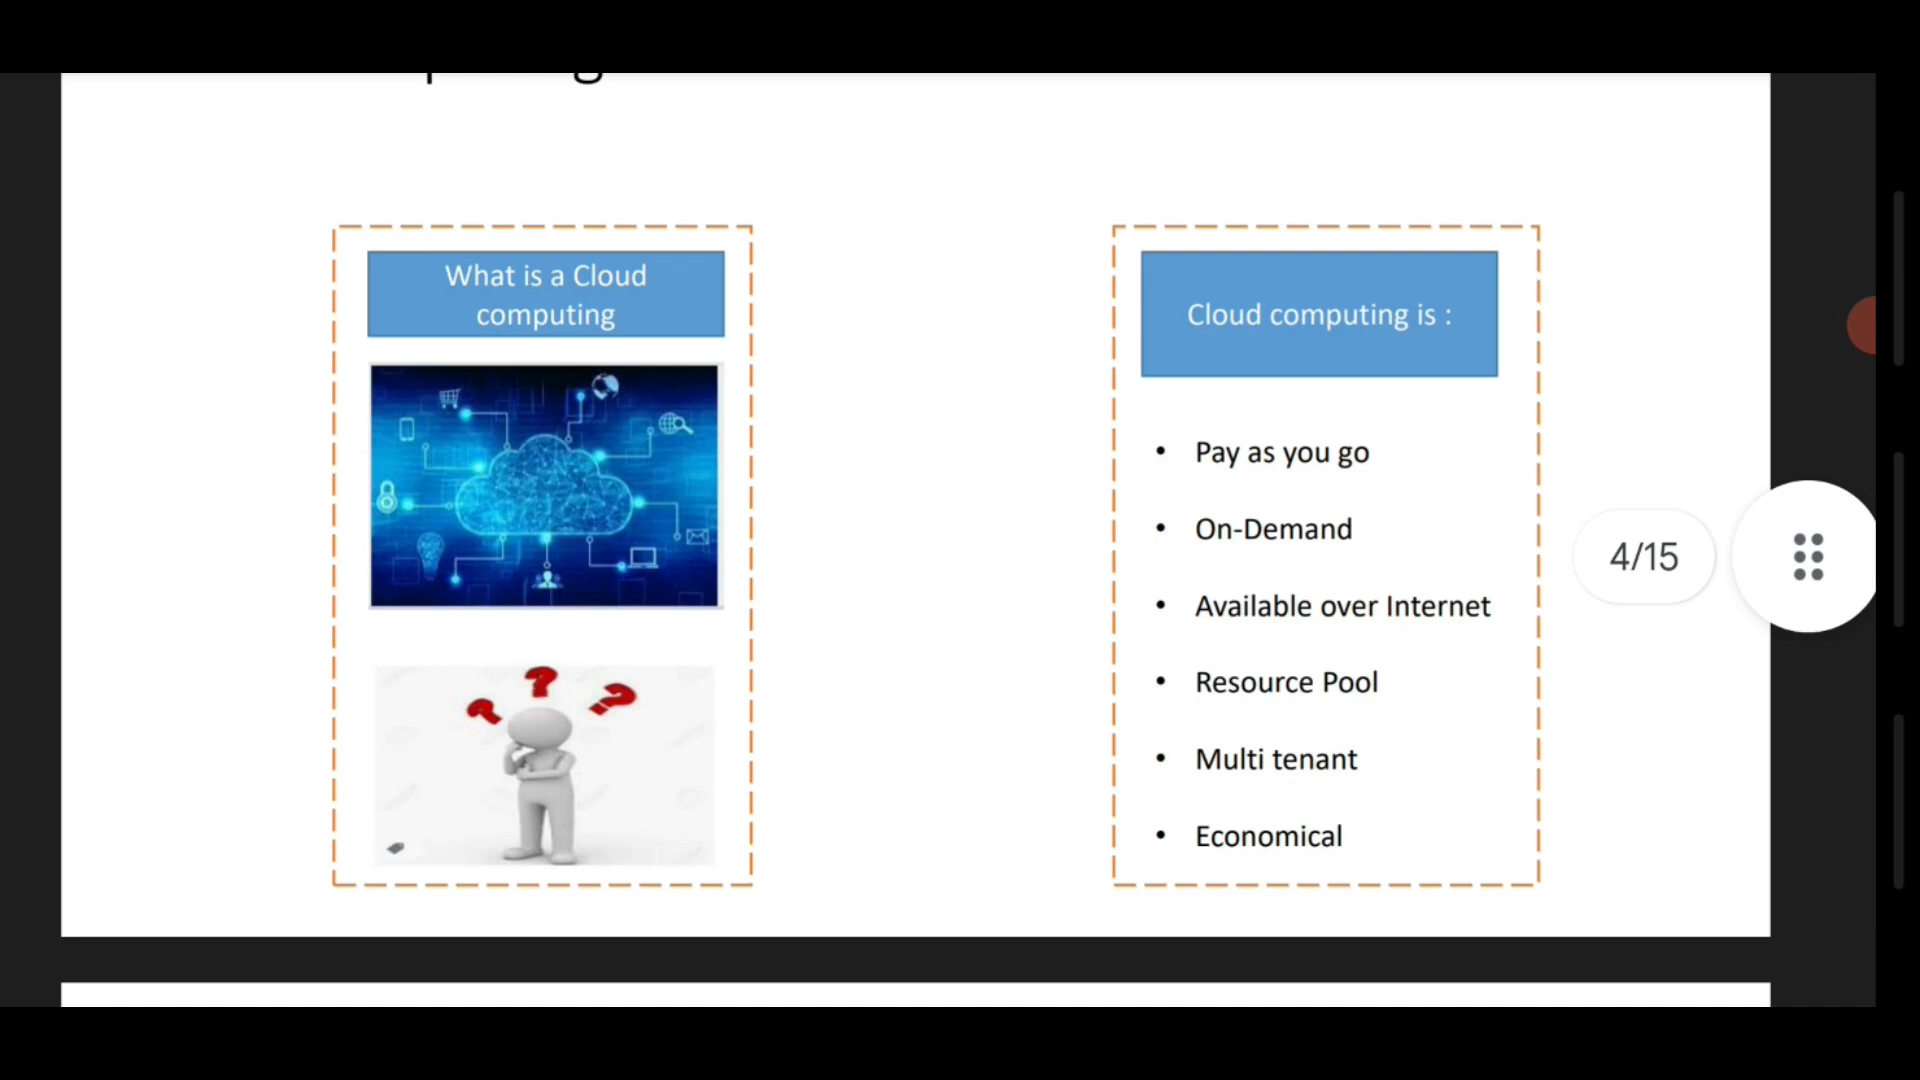 What is a Cloud
computing
Cloud computing is :
• Pay as you go
• On-Demand
• Available over Internet
• Resource Pool
• Multi tenant
• Economical
4/15